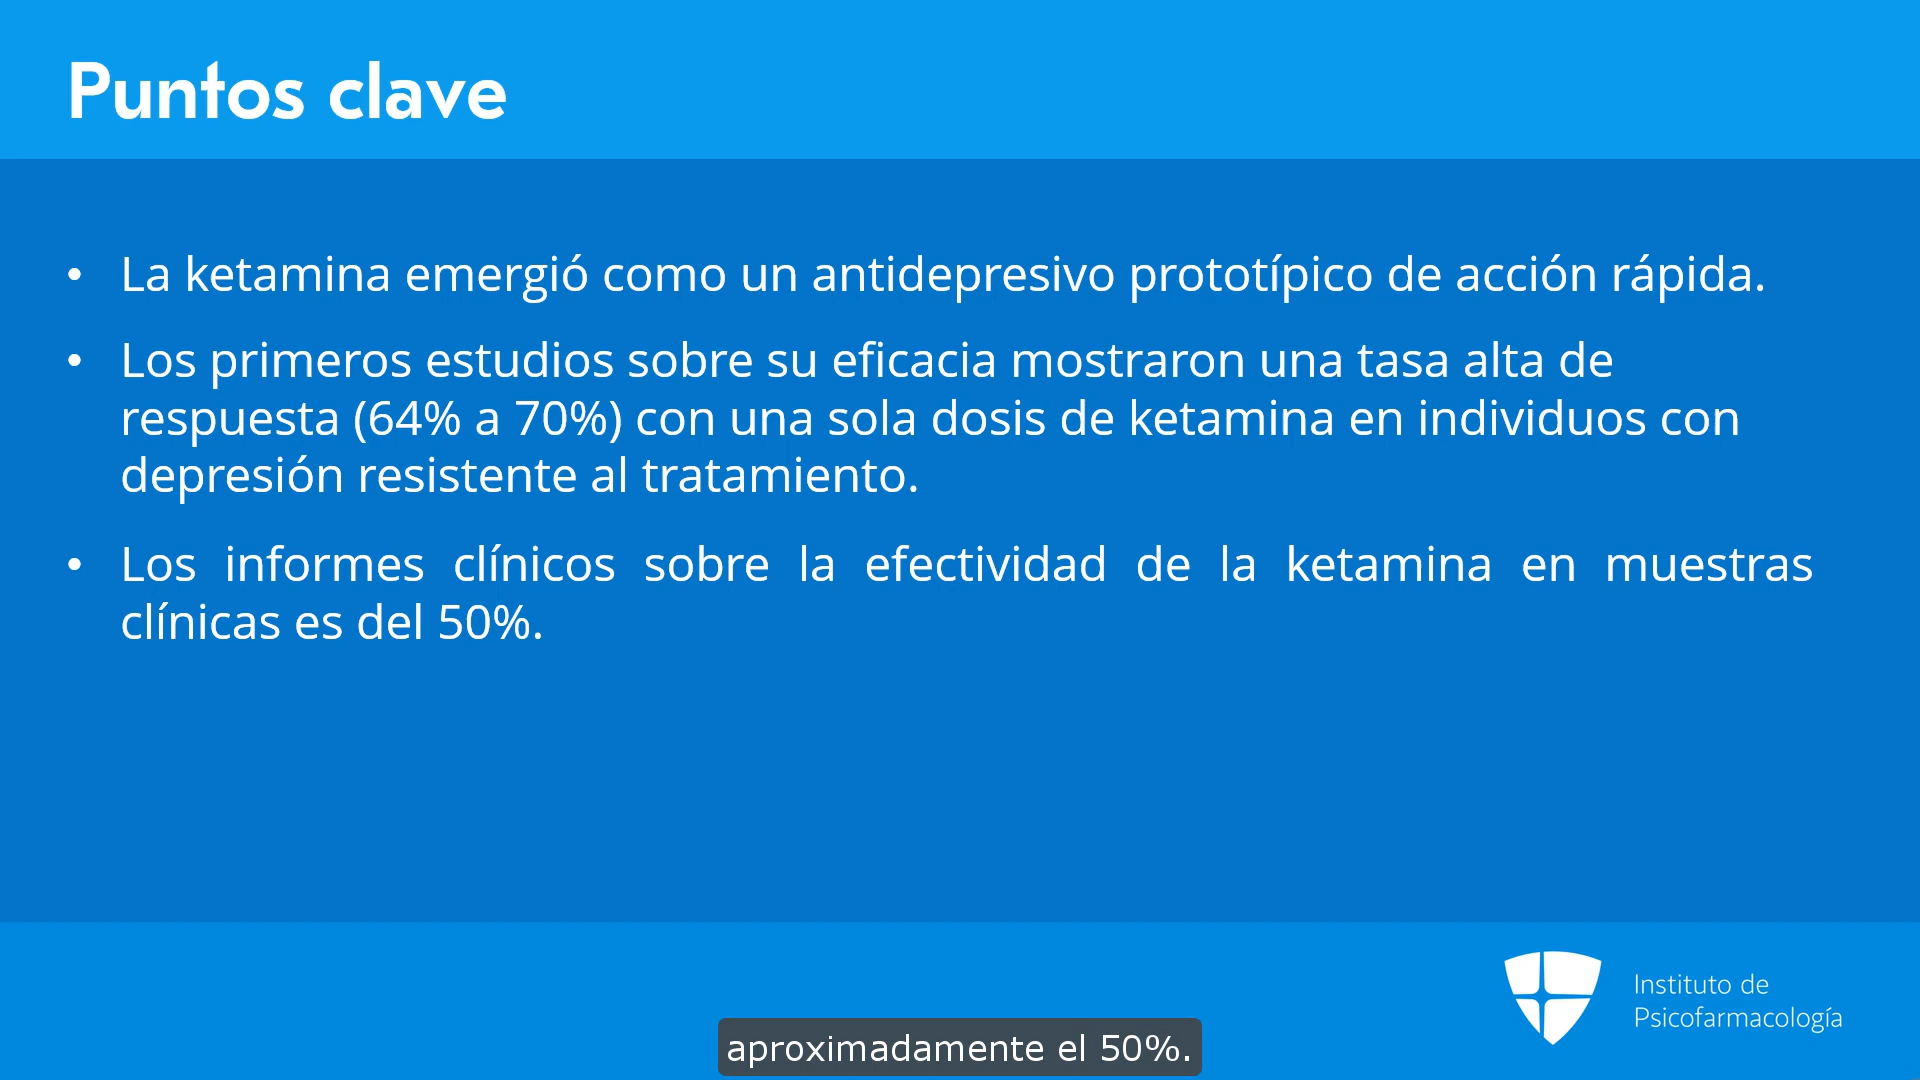 Puntos clave
• La ketamina emergió como un antidepresivo prototípico de acción rápida.
• Los primeros estudios sobre su eficacia mostraron una tasa alta de
respuesta (64% a 70%) con una sola dosis de ketamina en individuos con
depresión resistente al tratamiento.
• Los informes clínicos sobre la efectividad de la ketamina en muestras
clínicas es del 50%.
Instituto de
Psicofarmacología
aproximadamente el 50%.